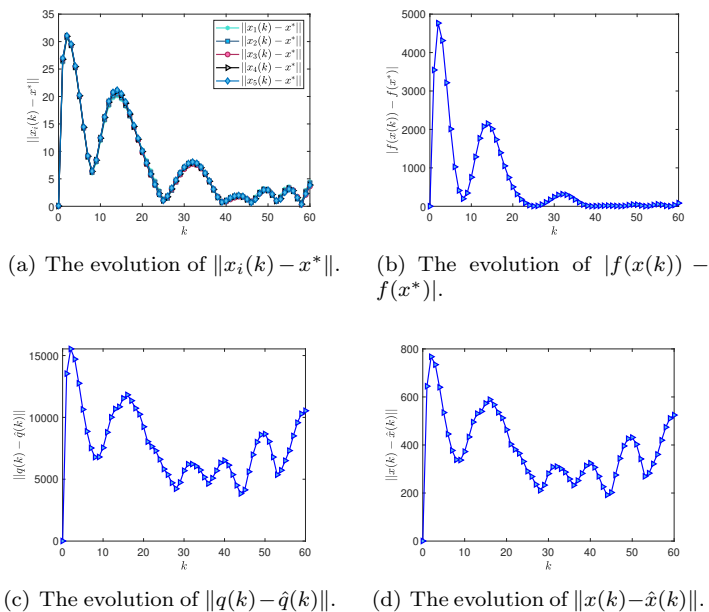 35
30
25
20
15
10
5
0
||x_i(k) − x*||
0 10 20 30 40 50 60
k
||x_1(k) − x*||
||x_2(k) − x*||
||x_3(k) − x*||
||x_4(k) − x*||
||x_5(k) − x*||
5000
4000
3000
2000
1000
0
|f(x(k)) − f(x*)|
0 10 20 30 40 50 60
k
(a) The evolution of ‖x_i(k) − x*‖.
(b) The evolution of |f(x(k)) −
f(x*)|.
15000
10000
5000
0
||q(k) − q̂(k)||
0 10 20 30 40 50 60
k
800
600
400
200
0
||x(k) − x̂(k)||
0 10 20 30 40 50 60
k
(c) The evolution of ‖q(k) − q̂(k)‖.
(d) The evolution of ‖x(k) − x̂(k)‖.